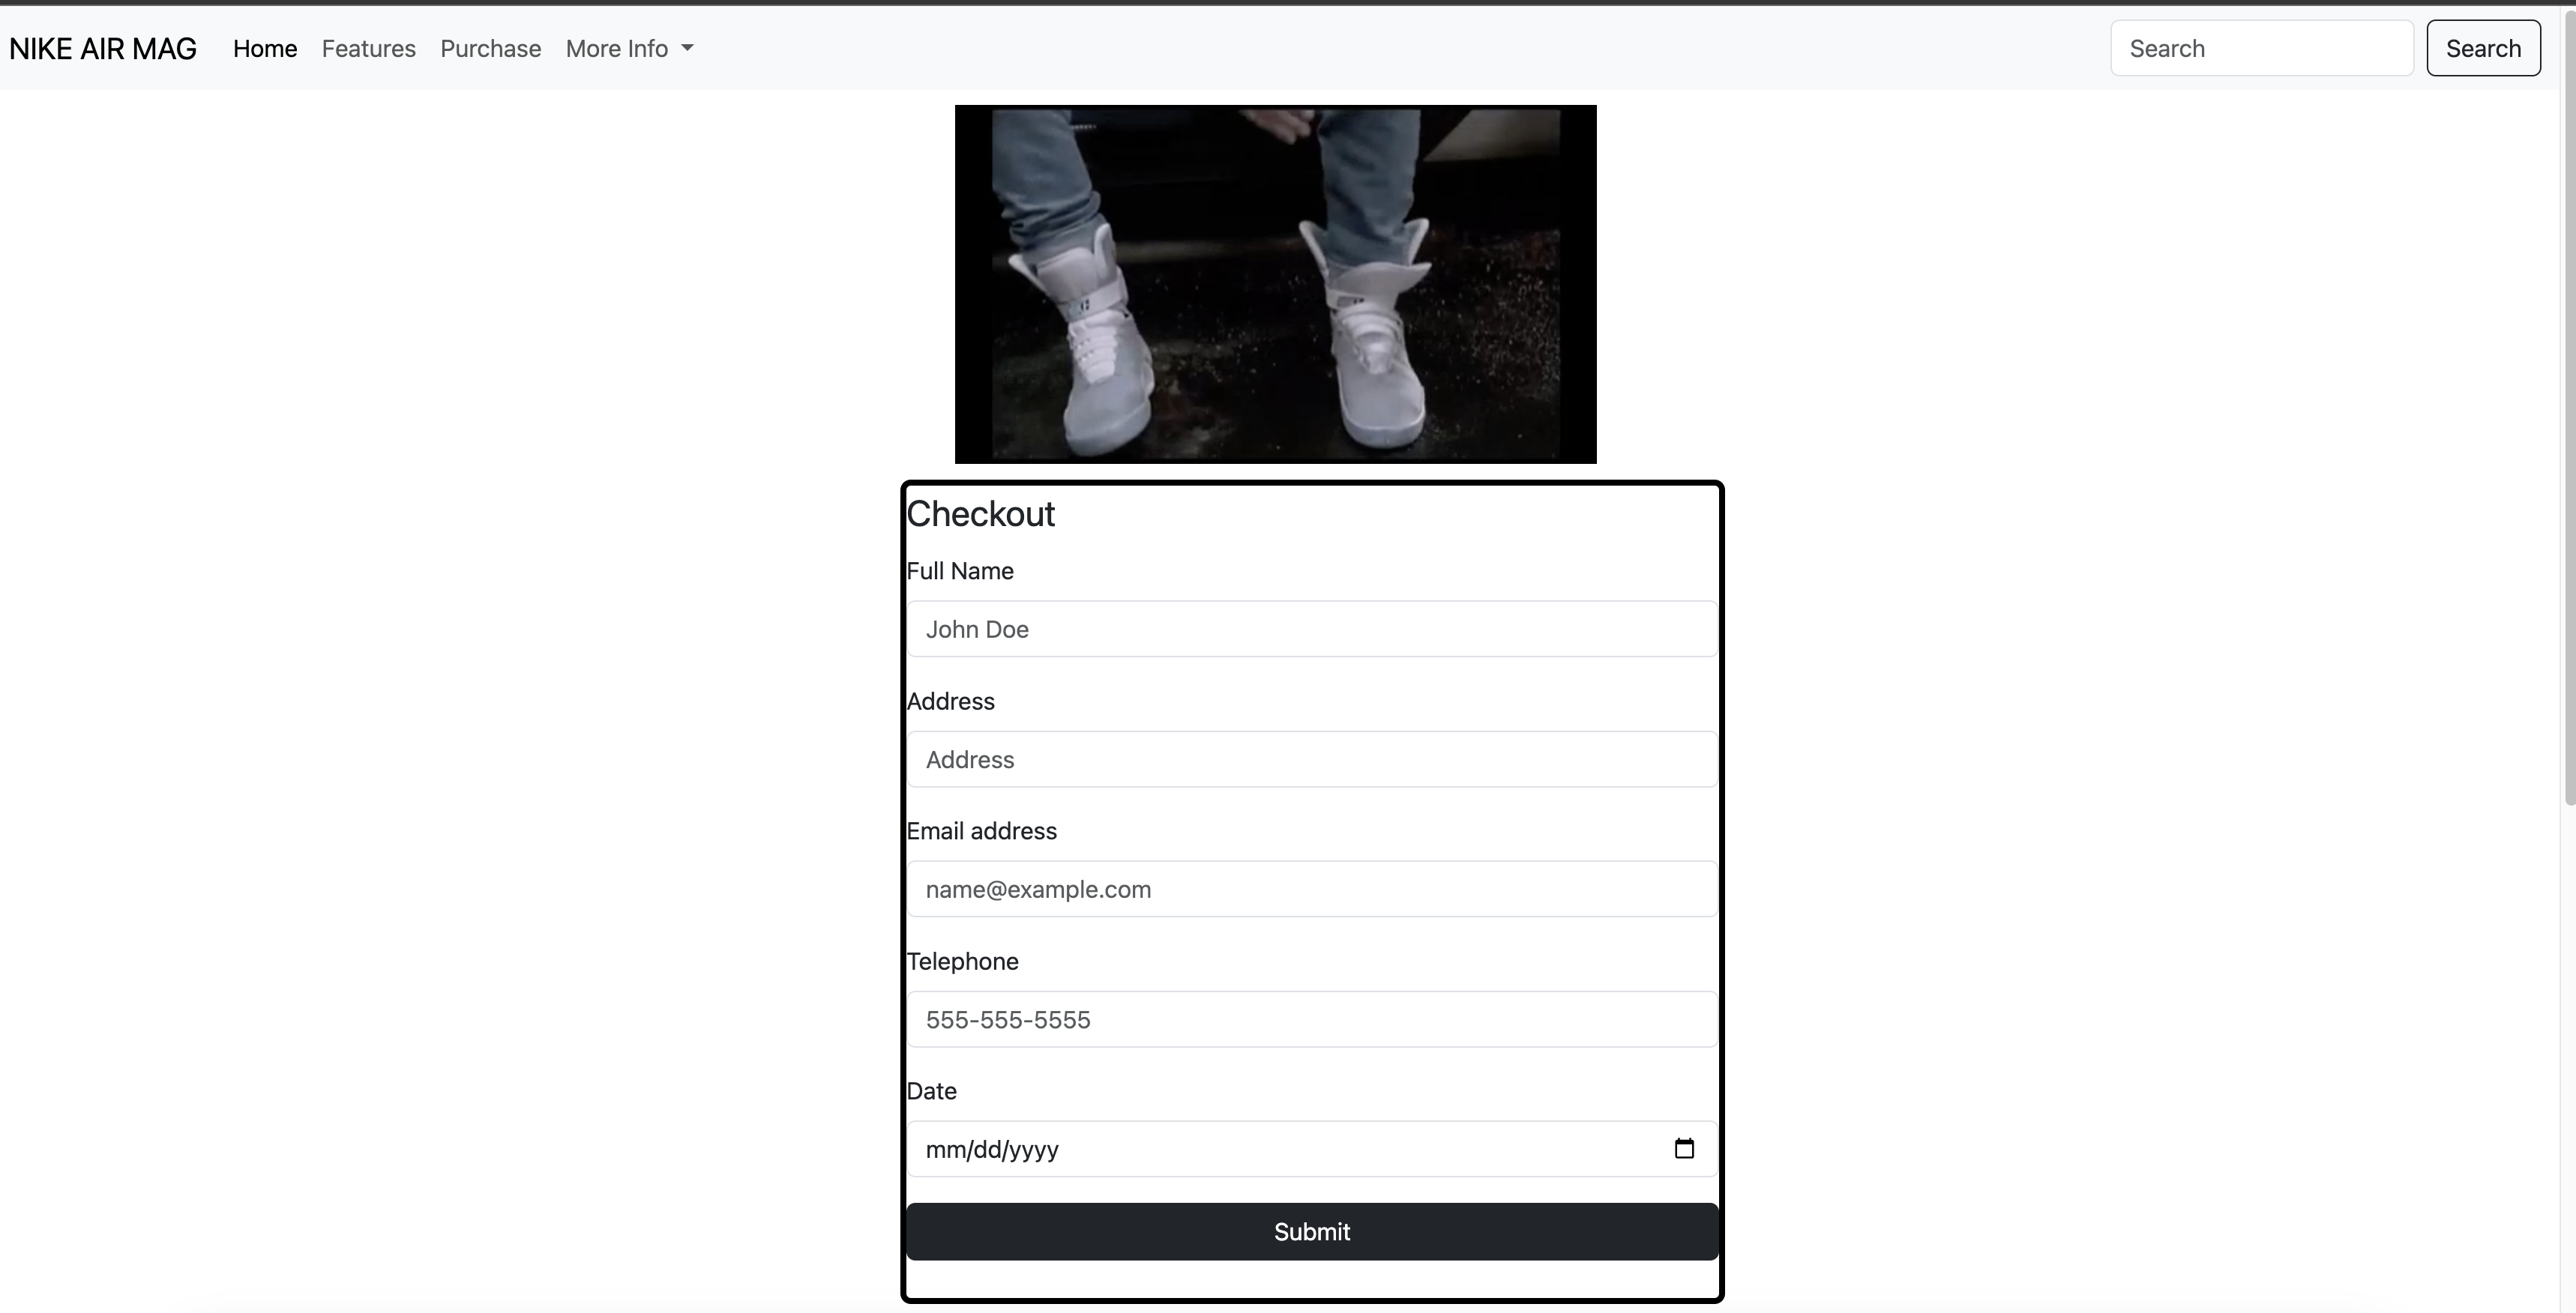 NIKE AIR MAG Home Features Purchase More Info Search Search
Checkout
Full Name
John Doe
Address
Address
Email address
name@example.com
Telephone
555-555-5555
Date
mm/dd/yyyy
Submit